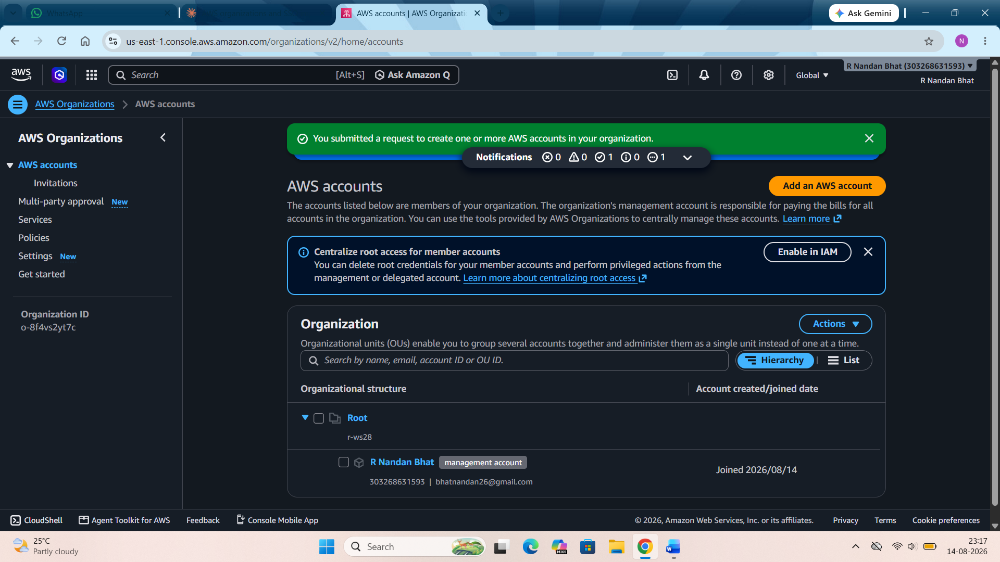 WhatsApp
AWS accounts | AWS Organizati
Ask Gemini
us-east-1.console.aws.amazon.com/organizations/v2/home/accounts
N
aws
Search
[Alt+S]
Ask Amazon Q
Global
R Nandan Bhat (303268631593)
R Nandan Bhat
AWS Organizations
AWS accounts
AWS Organizations
AWS accounts
Invitations
Multi-party approval New
Services
Policies
Settings New
Get started
Organization ID
o-8f4vs2yt7c
You submitted a request to create one or more AWS accounts in your organization.
Notifications 0 0 1 0 1
AWS accounts
Add an AWS account
The accounts listed below are members of your organization. The organization's management account is responsible for paying the bills for all
accounts in the organization. You can use the tools provided by AWS Organizations to centrally manage these accounts. Learn more
Centralize root access for member accounts
You can delete root credentials for your member accounts and perform privileged actions from the
management or delegated account. Learn more about centralizing root access
Enable in IAM
Organization
Actions
Organizational units (OUs) enable you to group several accounts together and administer them as a single unit instead of one at a time.
Search by name, email, account ID or OU ID.
Hierarchy
List
Organizational structure
Account created/joined date
Root
r-ws28
R Nandan Bhat management account
303268631593 | bhatnandan26@gmail.com
Joined 2026/08/14
CloudShell
Agent Toolkit for AWS
Feedback
Console Mobile App
© 2026, Amazon Web Services, Inc. or its affiliates.
Privacy
Terms
Cookie preferences
25°C
Partly cloudy
Search
M365
W
23:17
14-08-2026